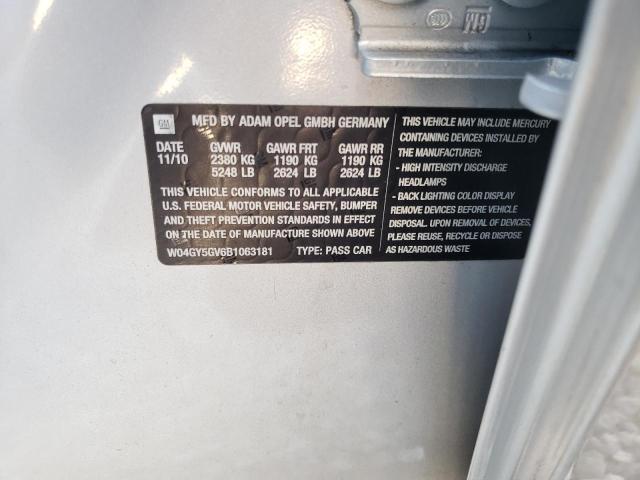 GM
GM
MFD BY ADAM OPEL GMBH GERMANY
DATE GVWR GAWR FRT GAWR RR
11/10 2380 KG 1190 KG 1190 KG
5248 LB 2624 LB 2624 LB
THIS VEHICLE CONFORMS TO ALL APPLICABLE
U.S. FEDERAL MOTOR VEHICLE SAFETY, BUMPER
AND THEFT PREVENTION STANDARDS IN EFFECT
ON THE DATE OF MANUFACTURE SHOWN ABOVE
W04GY5GV6B1063181 TYPE: PASS CAR
THIS VEHICLE MAY INCLUDE MERCURY
CONTAINING DEVICES INSTALLED BY
THE MANUFACTURER:
- HIGH INTENSITY DISCHARGE
HEADLAMPS
- BACK LIGHTING COLOR DISPLAY
REMOVE DEVICES BEFORE VEHICLE
DISPOSAL. UPON REMOVAL OF DEVICES,
PLEASE REUSE, RECYCLE OR DISPOSE
AS HAZARDOUS WASTE